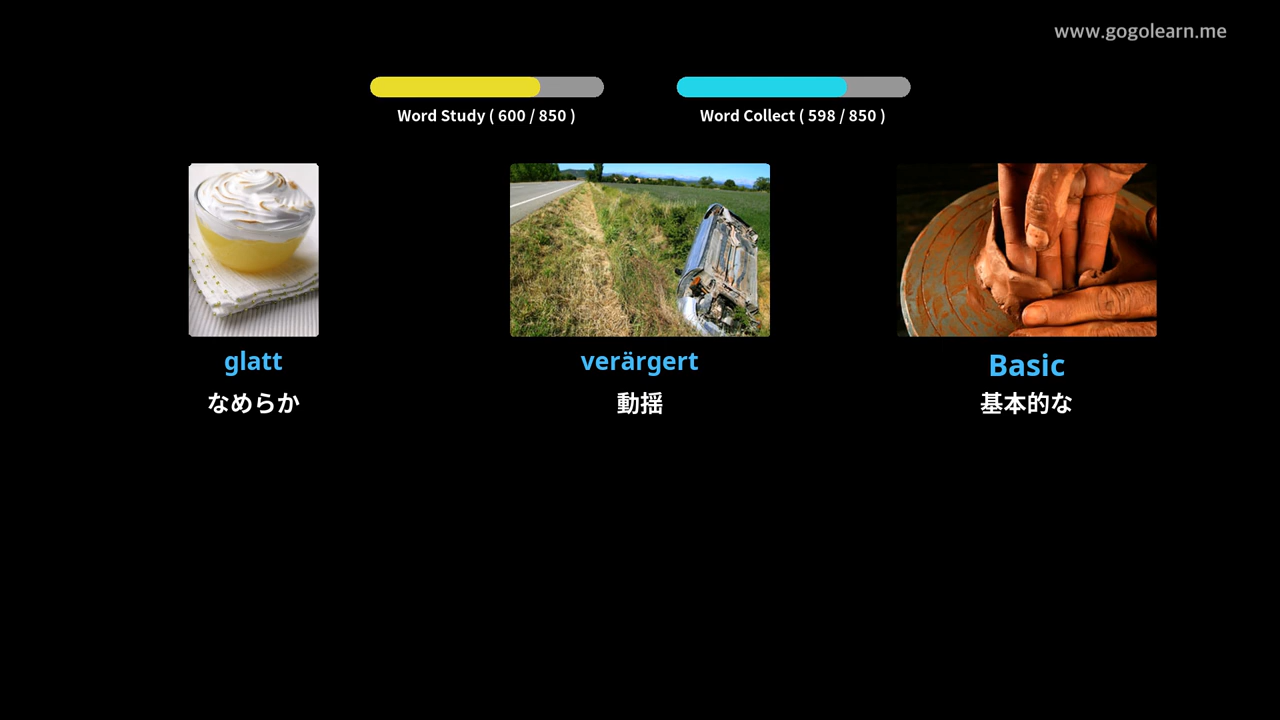 www.gogolearn.me
Word Study ( 600 / 850 )
Word Collect ( 598 / 850 )
glatt
なめらか
verärgert
動揺
Basic
基本的な